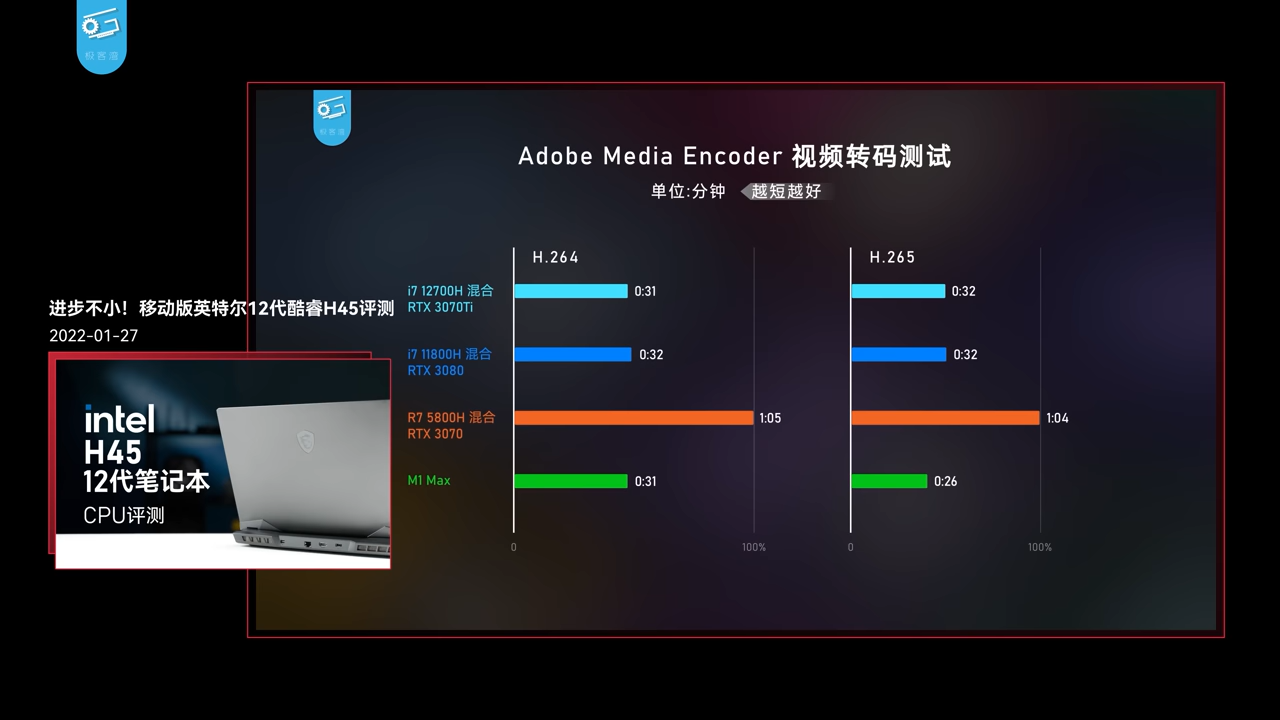 极客湾
极客湾
Adobe Media Encoder 视频转码测试
单位:分钟 越短越好
H.264 H.265
i7 12700H 混合 0:31 0:32
RTX 3070Ti
进步不小！移动版英特尔12代酷睿H45评测
2022-01-27
i7 11800H 混合 0:32 0:32
RTX 3080
R7 5800H 混合 1:05 1:04
RTX 3070
M1 Max 0:31 0:26
0 100% 0 100%
intel
H45
12代笔记本
CPU评测